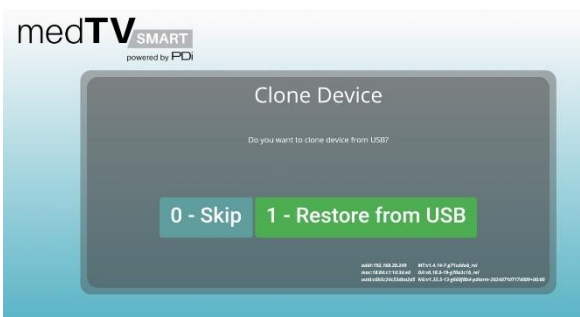 medTV SMART
powered by PDi
Clone Device
Do you want to clone device from USB?
0 - Skip
1 - Restore from USB